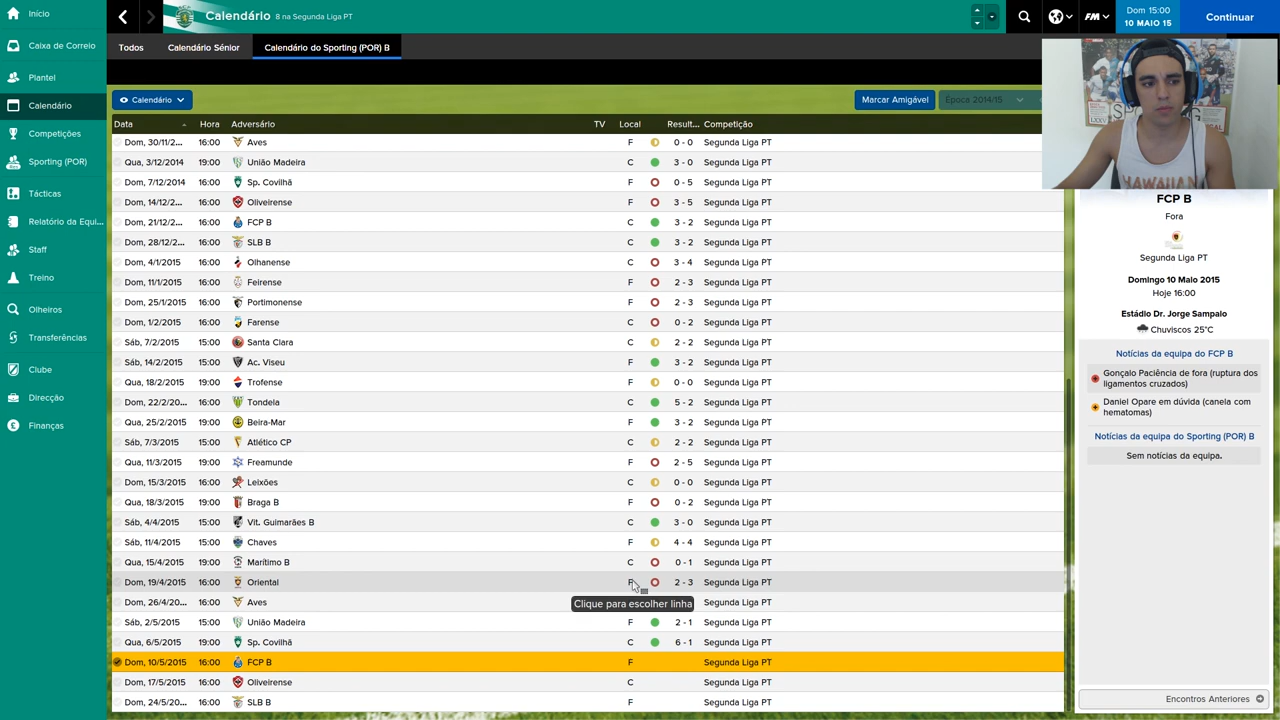 Início
Caixa de Correio
Plantel
Calendário
Competições
Sporting (POR)
Tácticas
Relatório da Equi...
Staff
Treino
Olheiros
Transferências
Clube
Direcção
Finanças
Calendário 8 na Segunda Liga PT
FM
Dom 15:00
10 MAIO 15
Continuar
Todos Calendário Sénior Calendário do Sporting (POR) B
Calendário
Marcar Amigável Época 2014/15
Data Hora Adversário TV Local Result... Competição
Dom, 30/11/2... 16:00 Aves F 0 - 0 Segunda Liga PT
Qua, 3/12/2014 19:00 União Madeira C 3 - 0 Segunda Liga PT
Dom, 7/12/2014 16:00 Sp. Covilhã F 0 - 5 Segunda Liga PT
Dom, 14/12/2... 16:00 Oliveirense F 3 - 5 Segunda Liga PT
Dom, 21/12/2... 16:00 FCP B C 3 - 2 Segunda Liga PT
Dom, 28/12/2... 16:00 SLB B C 3 - 2 Segunda Liga PT
Dom, 4/1/2015 16:00 Olhanense C 3 - 4 Segunda Liga PT
Dom, 11/1/2015 16:00 Feirense F 2 - 3 Segunda Liga PT
Dom, 25/1/2015 16:00 Portimonense F 2 - 3 Segunda Liga PT
Dom, 1/2/2015 16:00 Farense C 0 - 2 Segunda Liga PT
Sáb, 7/2/2015 15:00 Santa Clara C 2 - 2 Segunda Liga PT
Sáb, 14/2/2015 15:00 Ac. Viseu F 3 - 2 Segunda Liga PT
Qua, 18/2/2015 19:00 Trofense F 0 - 0 Segunda Liga PT
Dom, 22/2/20... 16:00 Tondela C 5 - 2 Segunda Liga PT
Qua, 25/2/2015 19:00 Beira-Mar F 3 - 2 Segunda Liga PT
Sáb, 7/3/2015 15:00 Atlético CP C 2 - 2 Segunda Liga PT
Qua, 11/3/2015 19:00 Freamunde F 2 - 5 Segunda Liga PT
Dom, 15/3/2015 16:00 Leixões C 0 - 0 Segunda Liga PT
Qua, 18/3/2015 19:00 Braga B F 0 - 2 Segunda Liga PT
Sáb, 4/4/2015 15:00 Vit. Guimarães B C 3 - 0 Segunda Liga PT
Sáb, 11/4/2015 15:00 Chaves F 4 - 4 Segunda Liga PT
Qua, 15/4/2015 19:00 Marítimo B C 0 - 1 Segunda Liga PT
Dom, 19/4/2015 16:00 Oriental F 2 - 3 Segunda Liga PT
Dom, 26/4/20... 16:00 Aves Segunda Liga PT
Clique para escolher linha
Sáb, 2/5/2015 15:00 União Madeira F 2 - 1 Segunda Liga PT
Qua, 6/5/2015 19:00 Sp. Covilhã C 6 - 1 Segunda Liga PT
Dom, 10/5/2015 16:00 FCP B F Segunda Liga PT
Dom, 17/5/2015 16:00 Oliveirense C Segunda Liga PT
Dom, 24/5/20... 16:00 SLB B F Segunda Liga PT
HAWAIIAN
FCP B
Fora
Segunda Liga PT
Domingo 10 Maio 2015
Hoje 16:00
Estádio Dr. Jorge Sampaio
Chuviscos 25°C
Notícias da equipa do FCP B
Gonçalo Paciência de fora (ruptura dos
ligamentos cruzados)
Daniel Opare em dúvida (canela com
hematomas)
Notícias da equipa do Sporting (POR) B
Sem notícias da equipa.
Encontros Anteriores